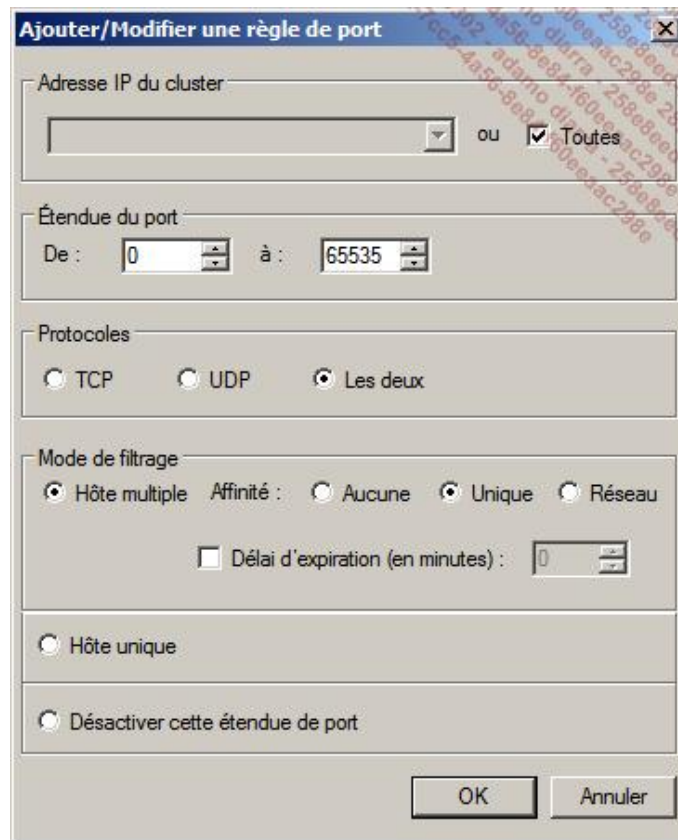 Ajouter/Modifier une règle de port
Adresse IP du cluster
ou Toutes
Étendue du port
De : 0 à : 65535
Protocoles
TCP UDP Les deux
Mode de filtrage
Hôte multiple Affinité : Aucune Unique Réseau
Délai d'expiration (en minutes) : 0
Hôte unique
Désactiver cette étendue de port
OK Annuler